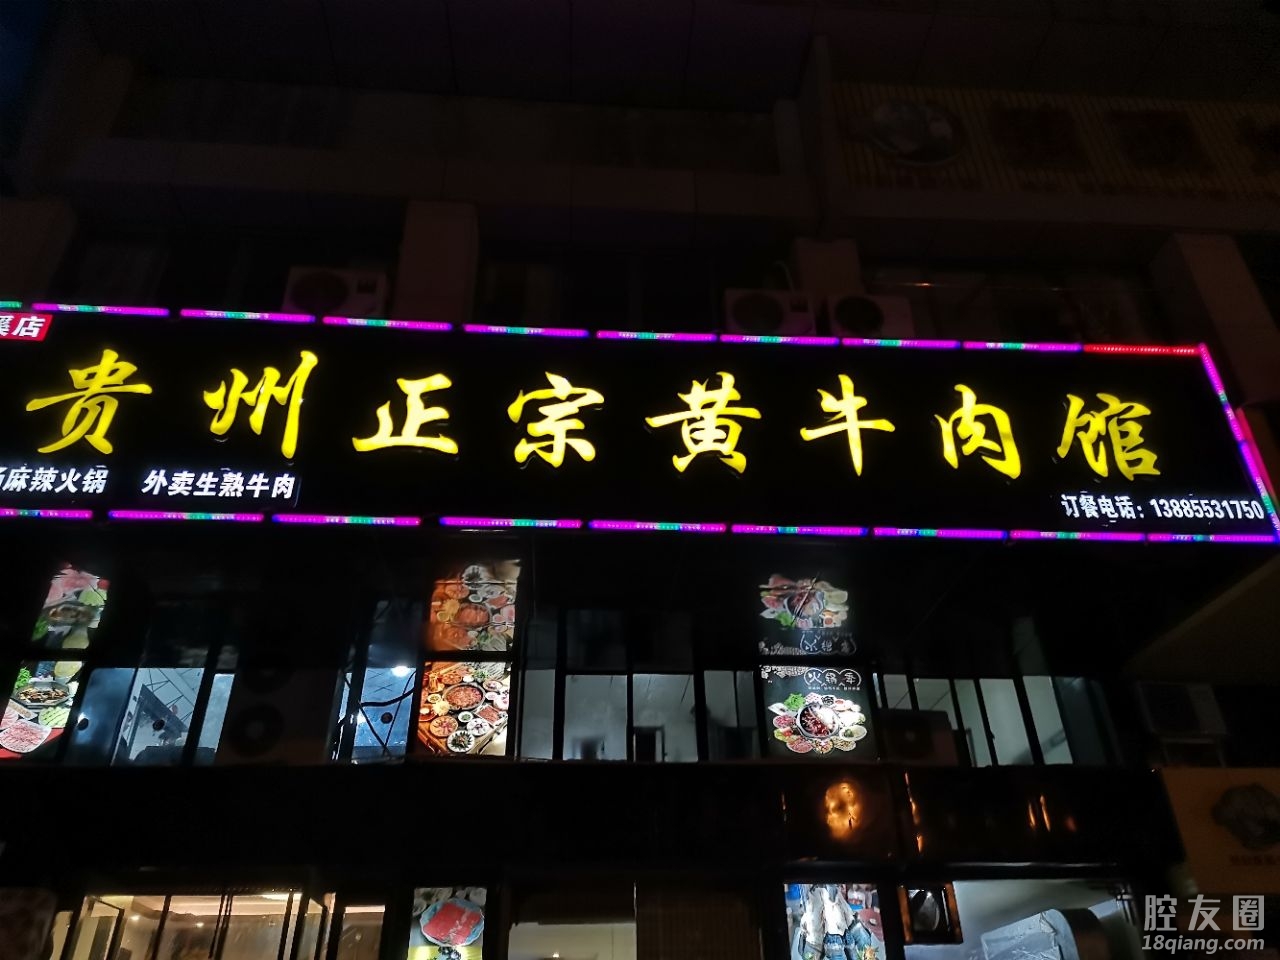 店
贵州正宗黄牛肉馆
麻辣火锅 外卖生熟牛肉
订餐电话：13885531750
火锅季
腔友圈
18qiang.com